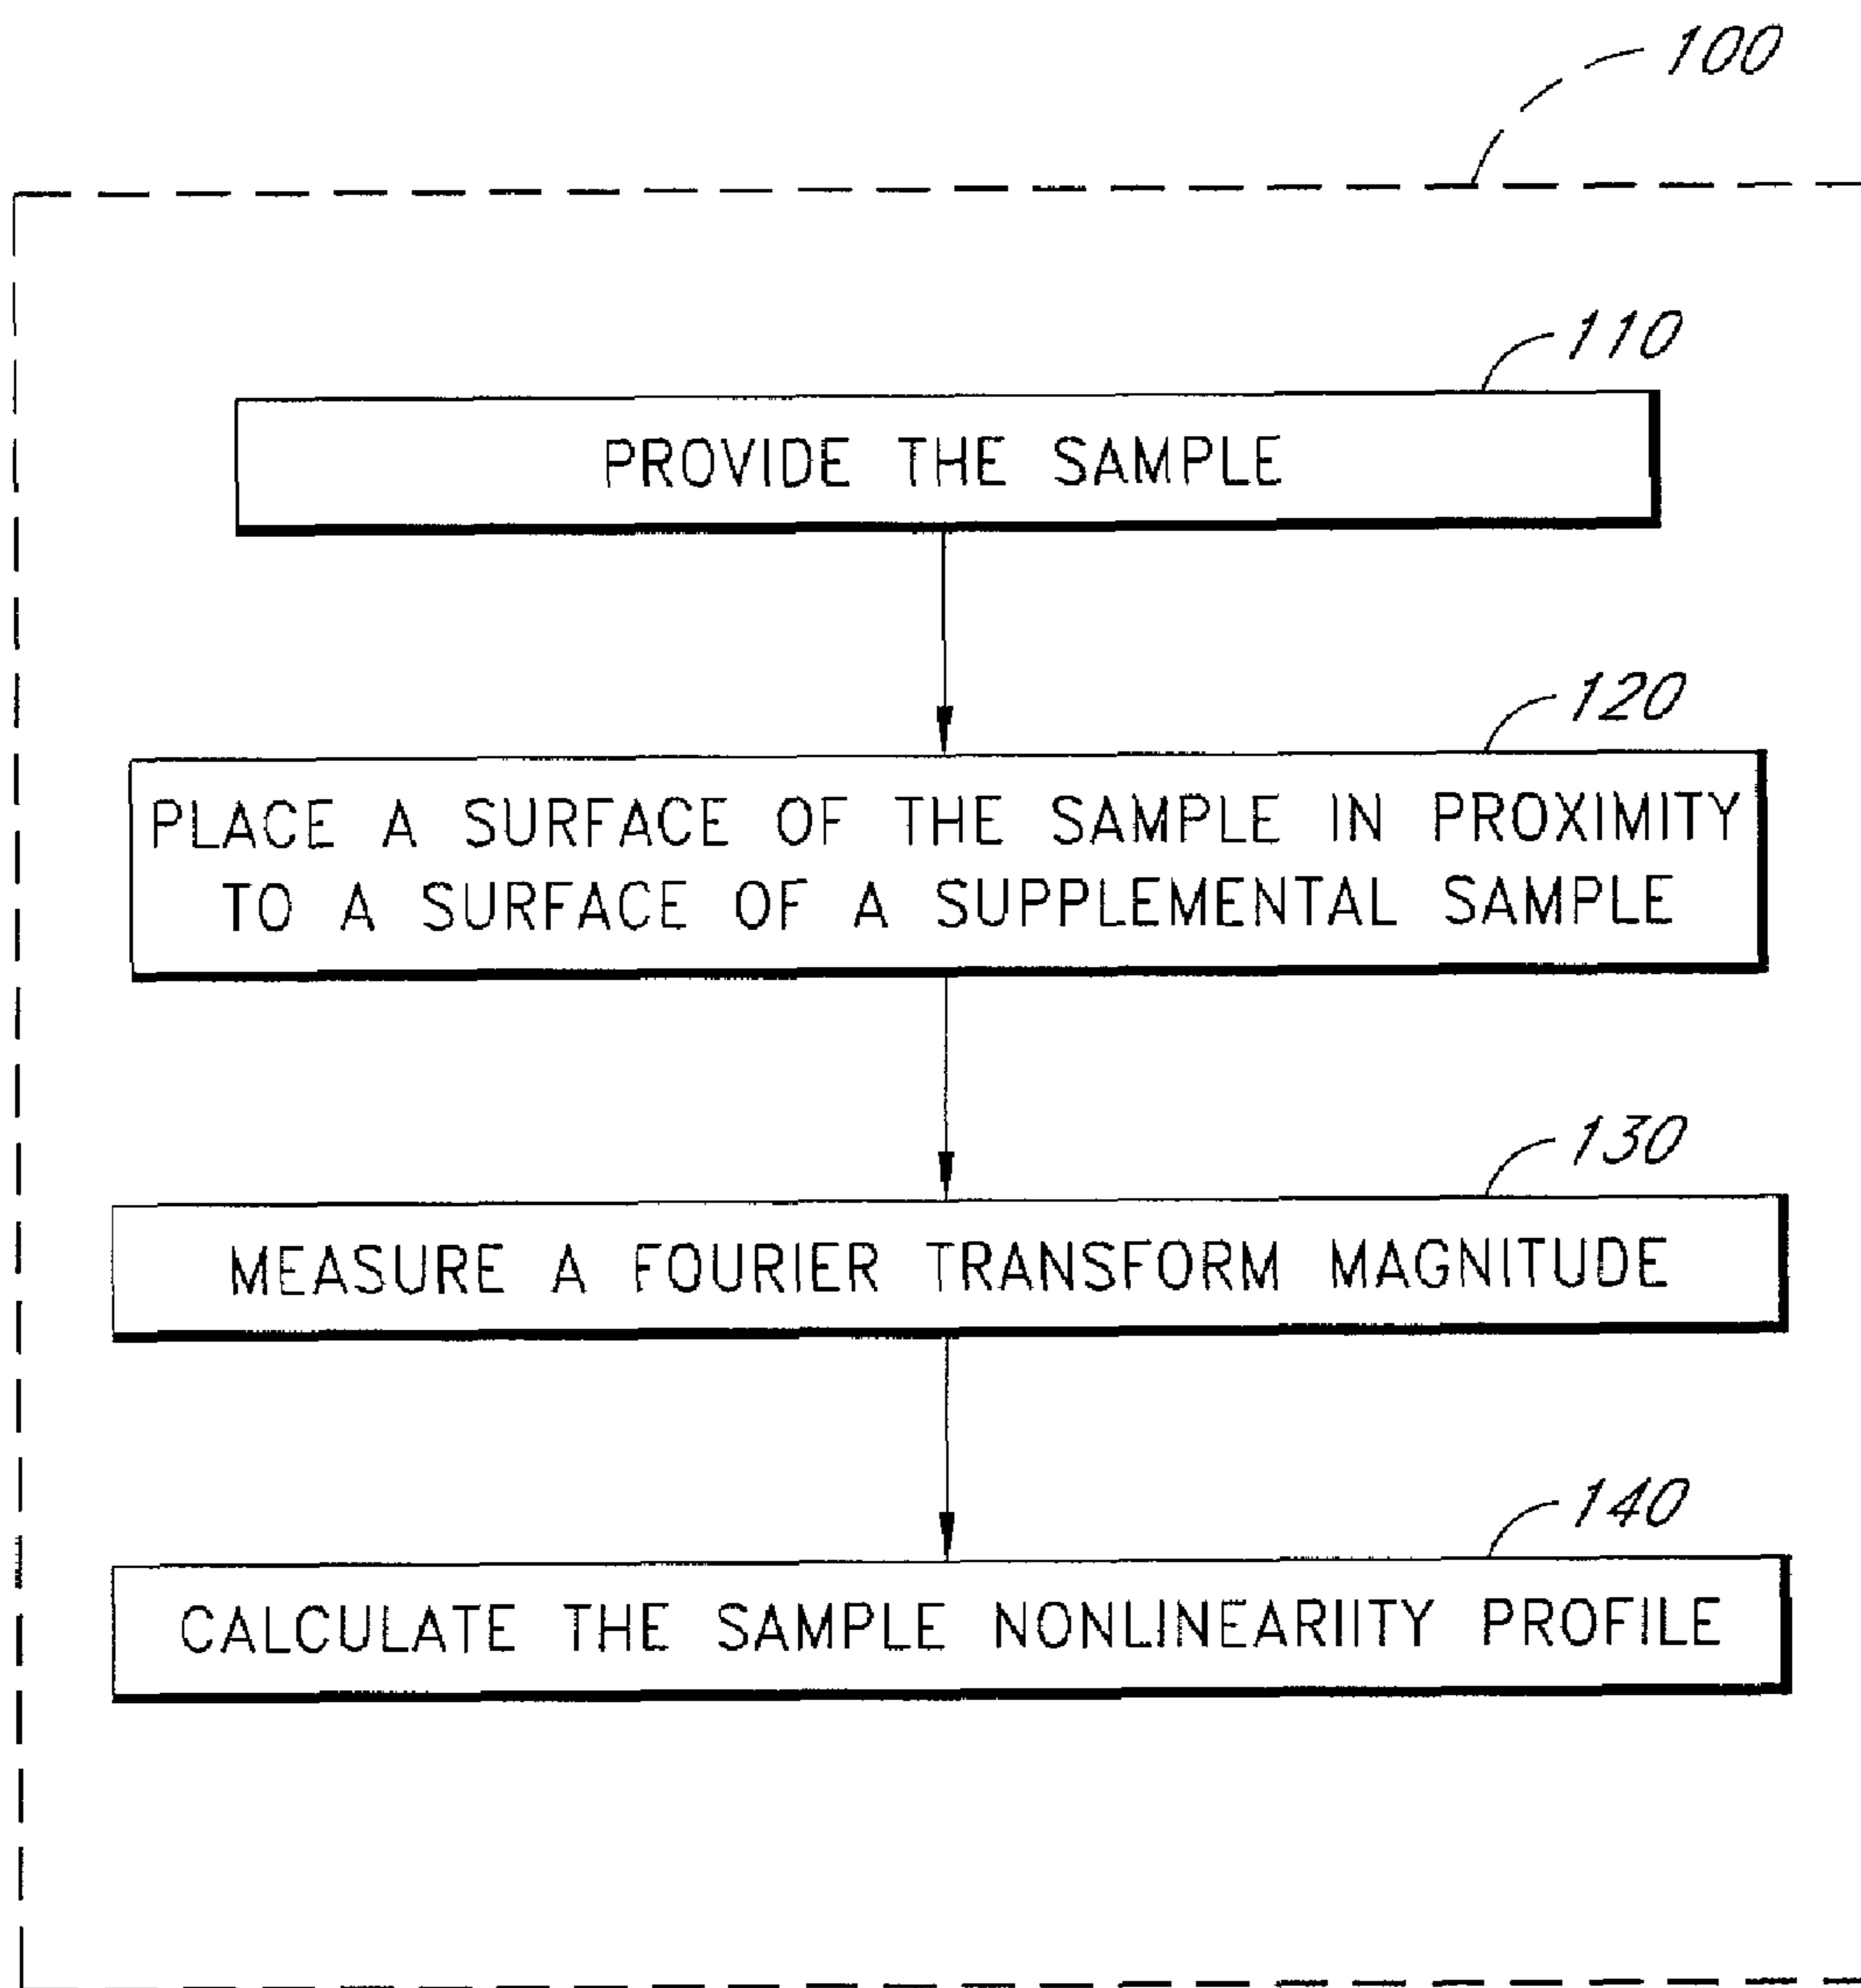 100
110
PROVIDE THE SAMPLE
120
PLACE A SURFACE OF THE SAMPLE IN PROXIMITY
TO A SURFACE OF A SUPPLEMENTAL SAMPLE
130
MEASURE A FOURIER TRANSFORM MAGNITUDE
140
CALCULATE THE SAMPLE NONLINEARIITY PROFILE